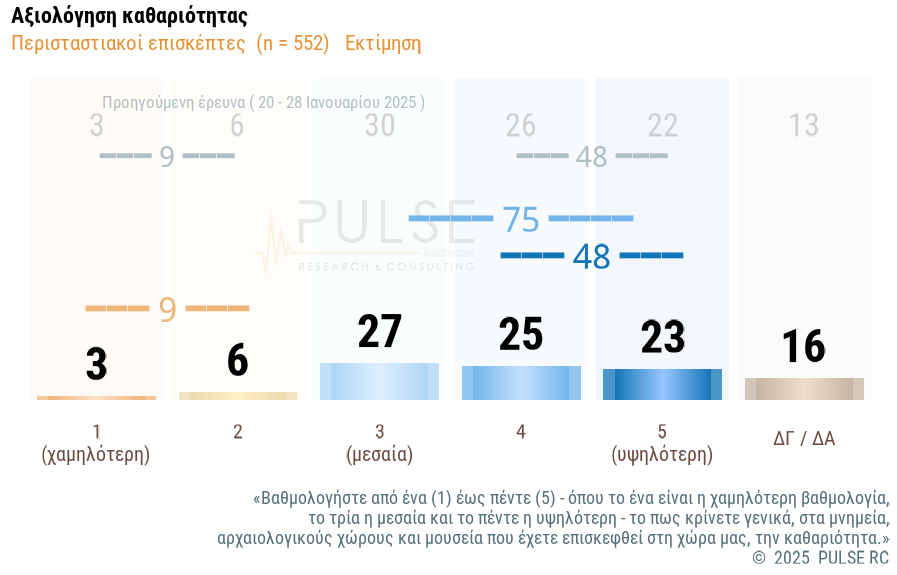 Αξιολόγηση καθαριότητας
Περιστασιακοί επισκέπτες (n = 552) Εκτίμηση
Προηγούμενη έρευνα ( 20 - 28 Ιανουαρίου 2025 )
3 6 30 26 22 13
9 48
75
PULSE
48
RESEARCH & CONSULTING
9
3 6 27 25 23 16
1 2 3 4 5 ΔΓ / ΔΑ
(χαμηλότερη) (μεσαία) (υψηλότερη)
«Βαθμολογήστε από ένα (1) έως πέντε (5) - όπου το ένα είναι η χαμηλότερη βαθμολογία,
το τρία η μεσαία και το πέντε η υψηλότερη - το πως κρίνετε γενικά, στα μνημεία,
αρχαιολογικούς χώρους και μουσεία που έχετε επισκεφθεί στη χώρα μας, την καθαριότητα.»
© 2025 PULSE RC